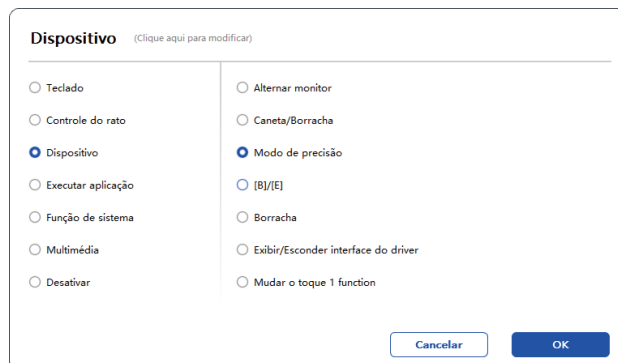 Dispositivo (Clique aqui para modificar)
Teclado
Controle do rato
Dispositivo
Executar aplicação
Função de sistema
Multimédia
Desativar
Alternar monitor
Caneta/Borracha
Modo de precisão
[B]/[E]
Borracha
Exibir/Esconder interface do driver
Mudar o toque 1 function
Cancelar
OK